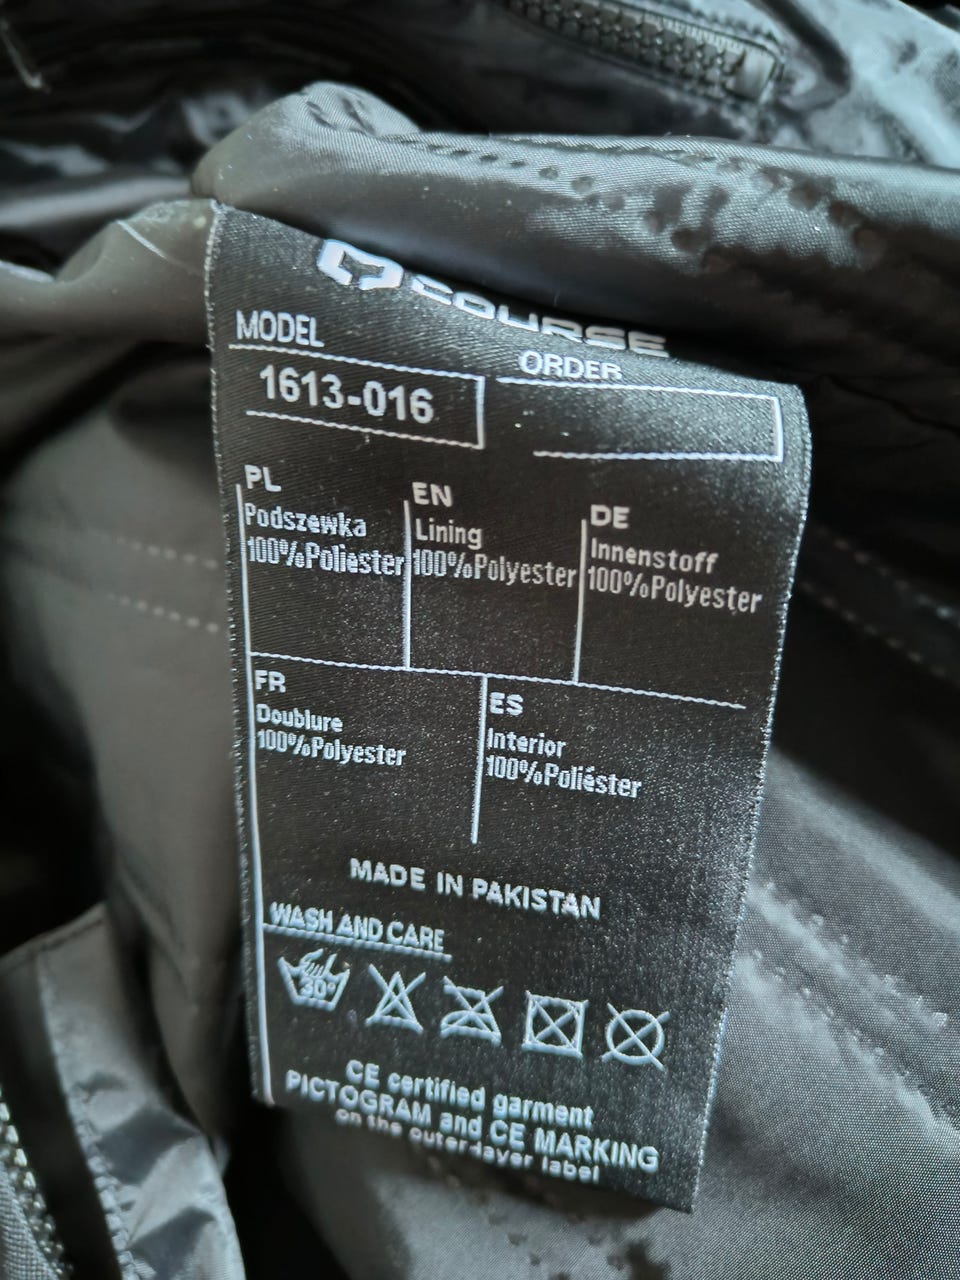 COURSE
MODEL
ORDER
1613-016
PL
Podszewka
100%Poliester
EN
Lining
100%Polyester
DE
Innenstoff
100%Polyester
FR
Doublure
100%Polyester
ES
Interior
100%Poliéster
MADE IN PAKISTAN
WASH AND CARE
30°
CE certified garment
PICTOGRAM and CE MARKING
on the outer-layer label